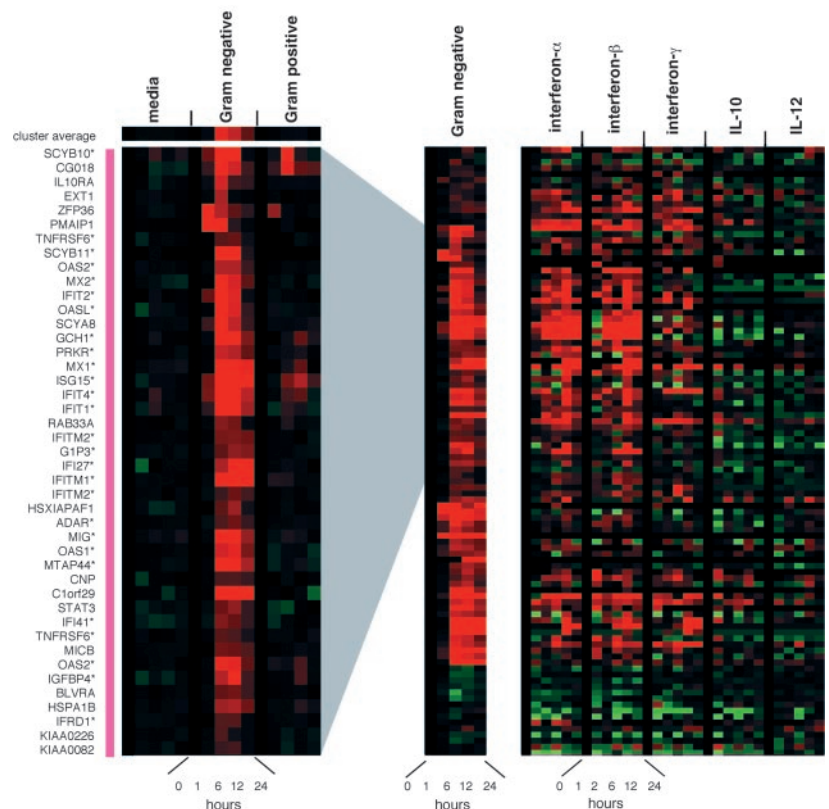 media
Gram negative
Gram positive
Gram negative
interferon-α
interferon-β
interferon-γ
IL-10
IL-12
cluster average
SCYB10*
CG018
IL10RA
EXT1
ZFP36
PMAIP1
TNFRSF6*
SCYB11*
OAS2*
MX2*
IFIT2*
OASL*
SCYA8
GCH1*
PRKR*
MX1*
ISG15*
IFIT4*
IFIT1*
RAB33A
IFITM2*
G1P3*
IFI27*
IFITM1*
IFITM2*
HSXIAPAF1
ADAR*
MIG*
OAS1*
MTAP44*
CNP
C1orf29
STAT3
IFI41*
TNFRSF6*
MICB
OAS2*
IGFBP4*
BLVRA
HSPA1B
IFRD1*
KIAA0226
KIAA0082
0 1 6 12 24
hours
0 1 6 12 24
hours
0 1 2 6 12 24
hours